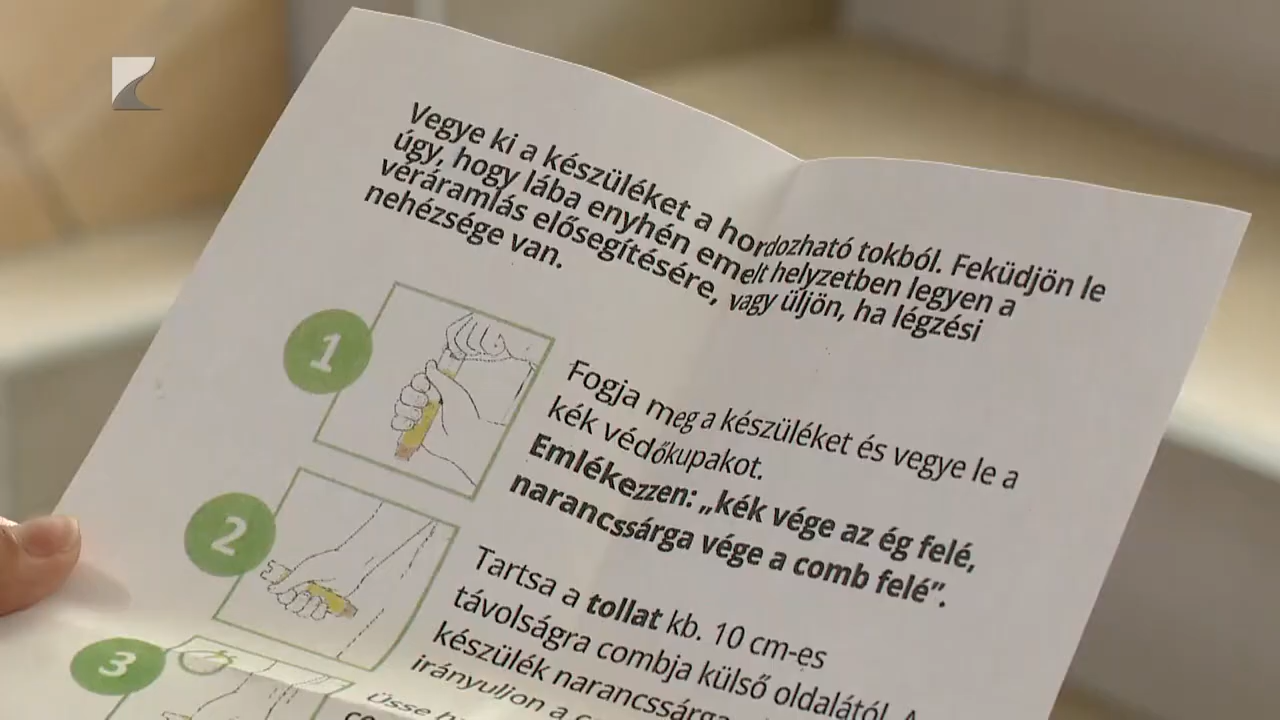 Vegye ki a készüléket a hordozható tokból. Feküdjön le
úgy, hogy lába enyhén emelt helyzetben legyen a
véráramlás elősegítésére, vagy üljön, ha légzési
nehézsége van.
1
Fogja meg a készüléket és vegye le a
kék védőkupakot.
Emlékezzen: „kék vége az ég felé,
narancssárga vége a comb felé”.
2
Tartsa a tollat kb. 10 cm-es
távolságra combja külső oldalától. A
készülék narancssárga
irányuljon a
3